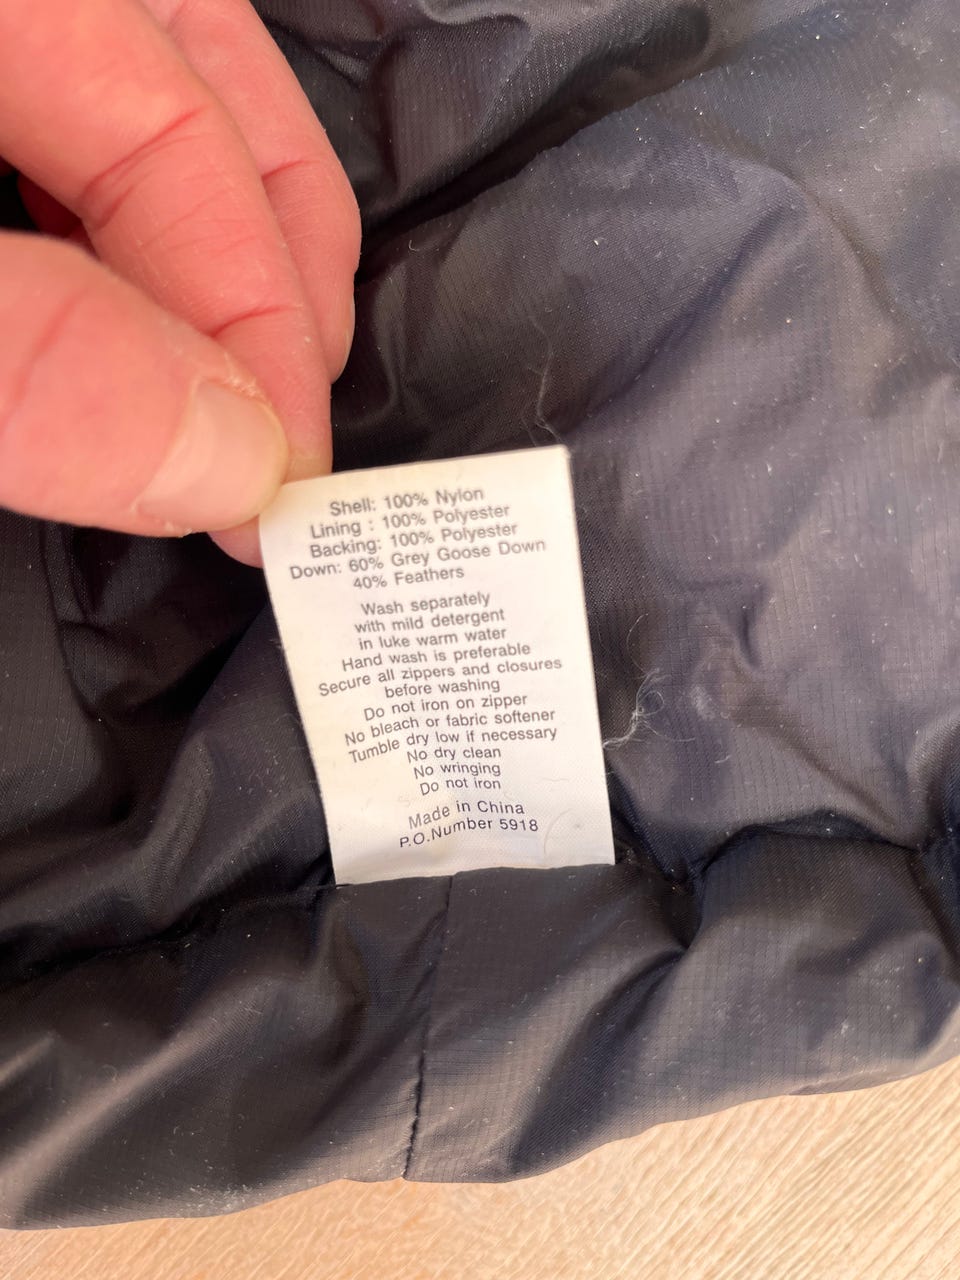 Shell: 100% Nylon
Lining : 100% Polyester
Backing: 100% Polyester
Down: 60% Grey Goose Down
40% Feathers
Wash separately
with mild detergent
in luke warm water
Hand wash is preferable
Secure all zippers and closures
before washing
Do not iron on zipper
No bleach or fabric softener
Tumble dry low if necessary
No dry clean
No wringing
Do not iron
Made in China
P.O.Number 5918